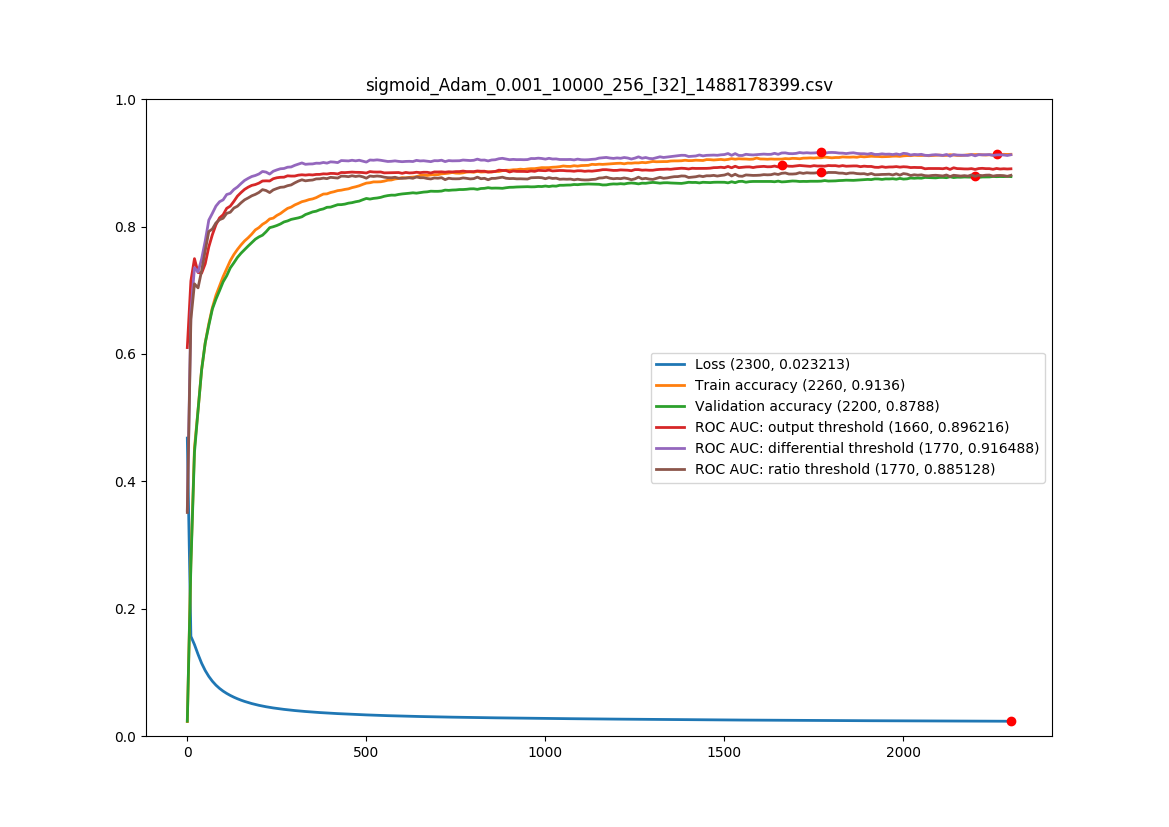 sigmoid_Adam_0.001_10000_256_[32]_1488178399.csv
1.0
0.8
0.6
0.4
0.2
0.0
Loss (2300, 0.023213)
Train accuracy (2260, 0.9136)
Validation accuracy (2200, 0.8788)
ROC AUC: output threshold (1660, 0.896216)
ROC AUC: differential threshold (1770, 0.916488)
ROC AUC: ratio threshold (1770, 0.885128)
0 500 1000 1500 2000